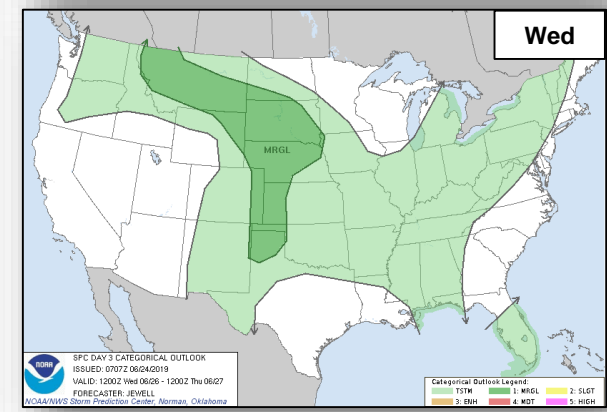 Wed
MRGL
NOAA
SPC DAY 3 CATEGORICAL OUTLOOK
ISSUED: 0707Z 06/24/2019
VALID: 1200Z Wed 06/26 - 1200Z Thu 06/27
FORECASTER: JEWELL
NOAA/NWS Storm Prediction Center, Norman, Oklahoma
Categorical Outlook Legend:
TSTM 1: MRGL 2: SLGT
3: ENH 4: MDT 5: HIGH